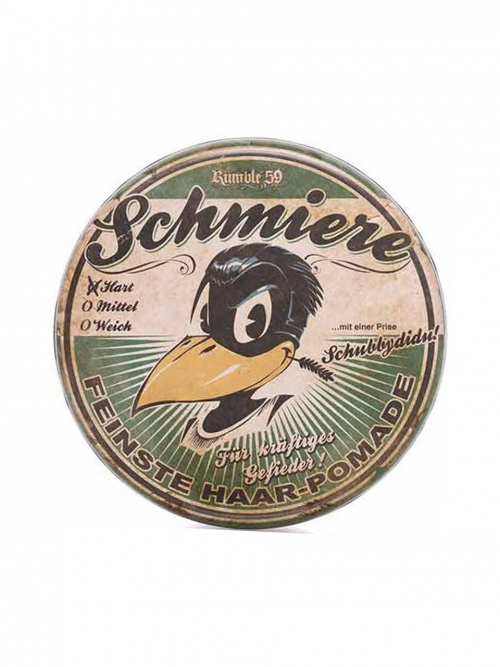 Rumble 59
Schmiere
Hart
Mittel
Weich
...mit einer Prise
Schubbydidu!
Für kräftiges
Gefieder!
FEINSTE HAAR-POMADE